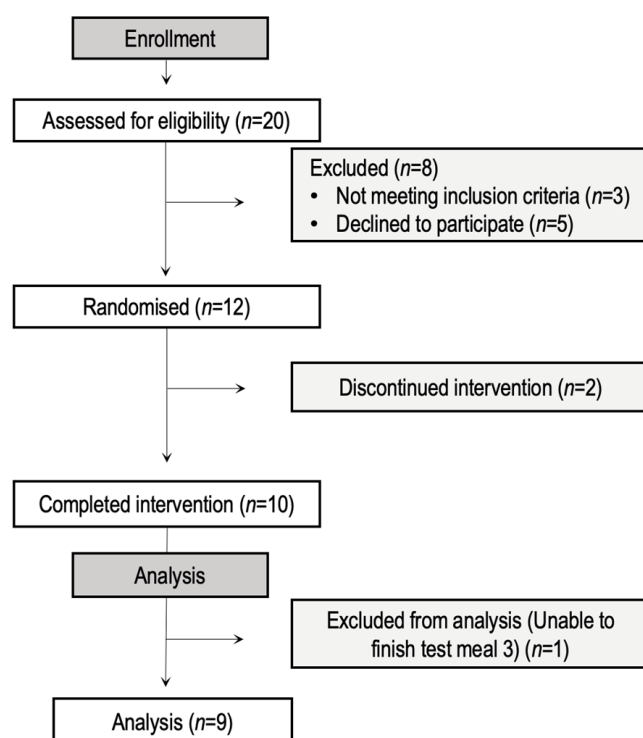 Enrollment
Assessed for eligibility (n=20)
Excluded (n=8)
• Not meeting inclusion criteria (n=3)
• Declined to participate (n=5)
Randomised (n=12)
Discontinued intervention (n=2)
Completed intervention (n=10)
Analysis
Excluded from analysis (Unable to
finish test meal 3) (n=1)
Analysis (n=9)